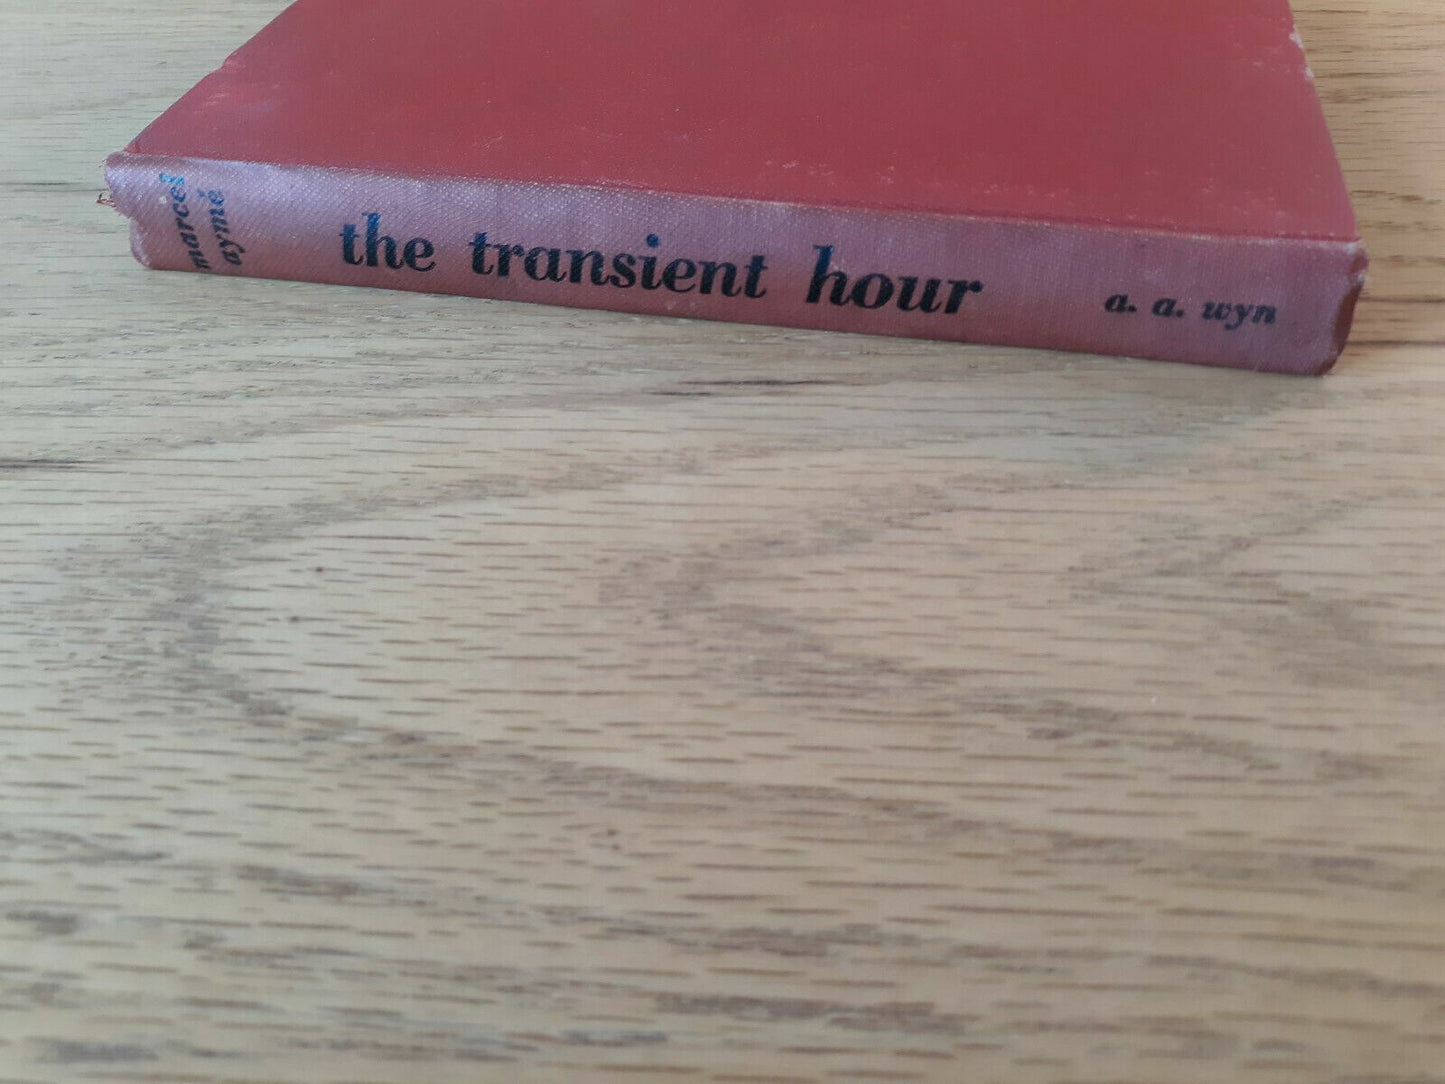 marcel
aymé
the transient hour
a. a. wyn